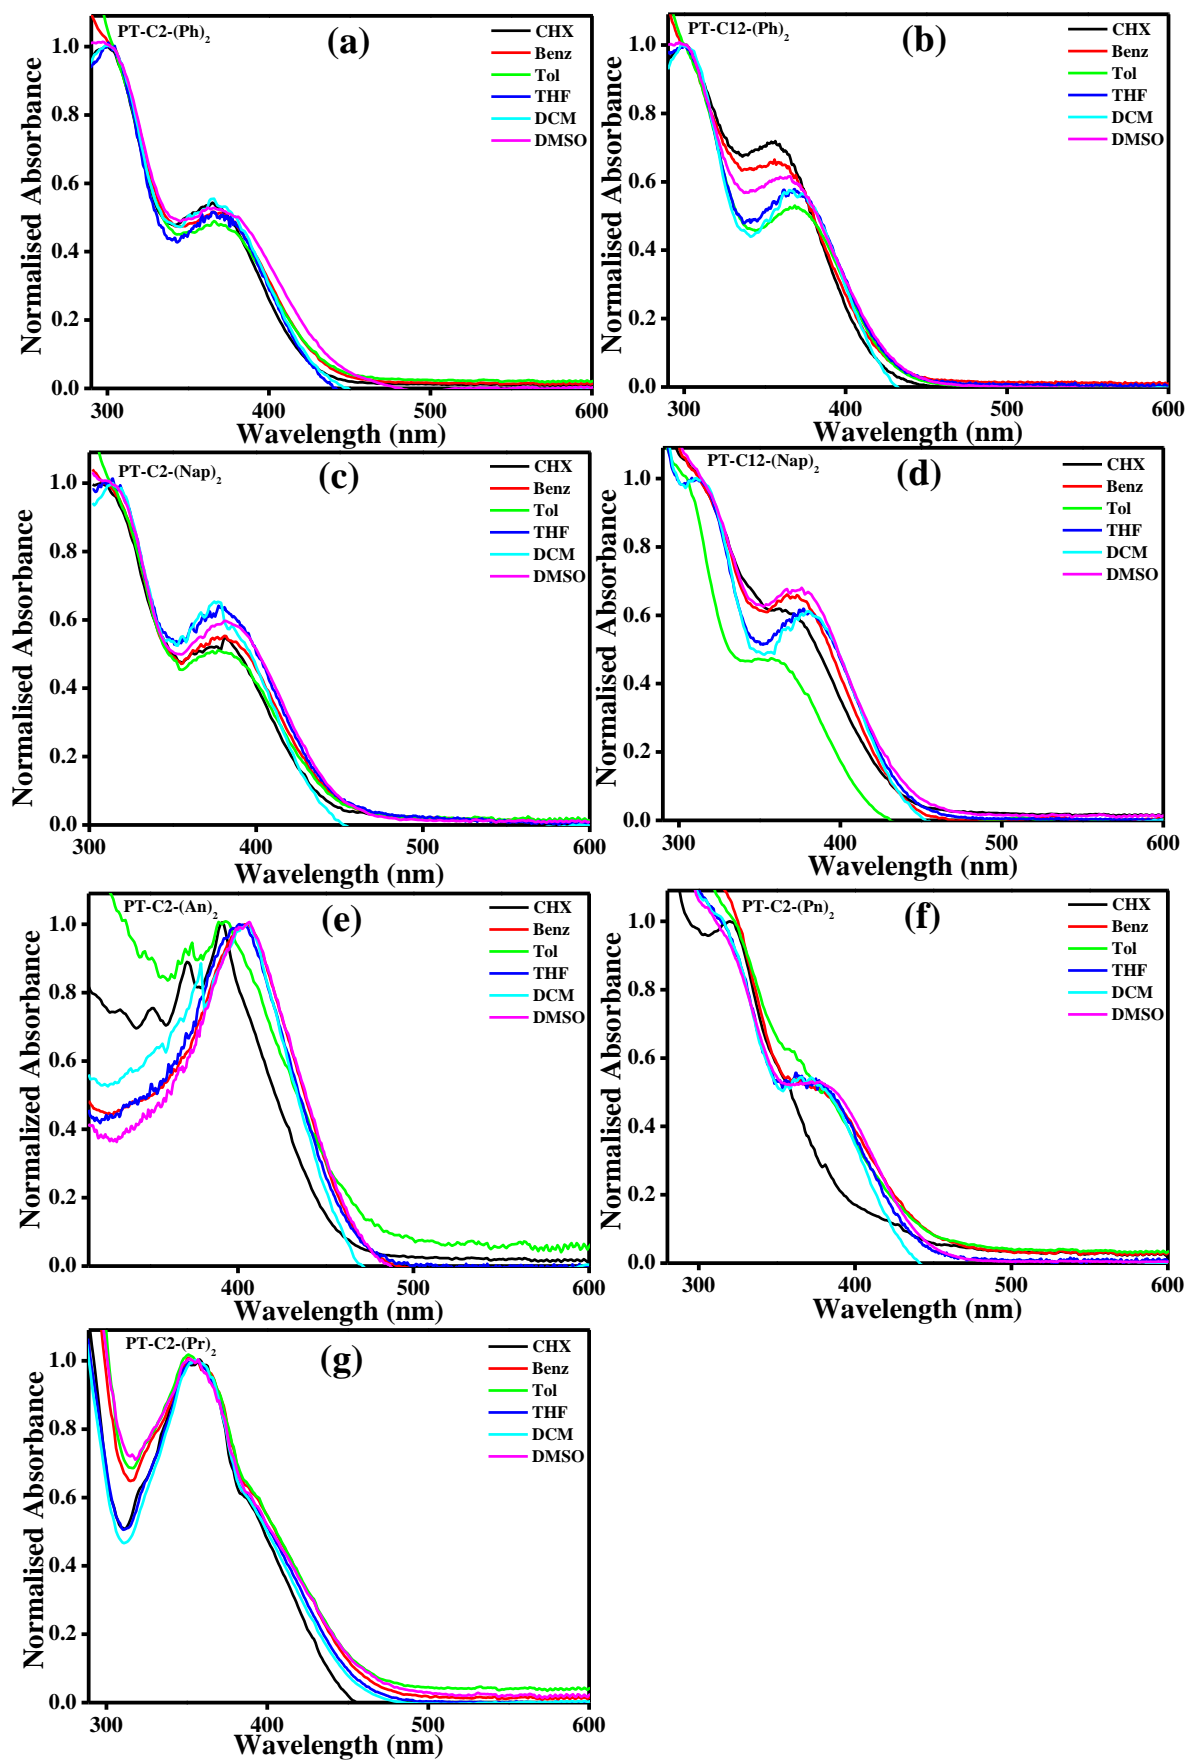 PT-C2-(Ph)2
(a)
CHX
Benz
Tol
THF
DCM
DMSO
Normalised Absorbance
1.0
0.8
0.6
0.4
0.2
0.0
300 400 500 600
Wavelength (nm)
PT-C12-(Ph)2
(b)
CHX
Benz
Tol
THF
DCM
DMSO
Normalised Absorbance
1.0
0.8
0.6
0.4
0.2
0.0
300 400 500 600
Wavelength (nm)
PT-C2-(Nap)2
(c)
CHX
Benz
Tol
THF
DCM
DMSO
Normalised Absorbance
1.0
0.8
0.6
0.4
0.2
0.0
300 400 500 600
Wavelength (nm)
PT-C12-(Nap)2
(d)
CHX
Benz
Tol
THF
DCM
DMSO
Normalised Absorbance
1.0
0.8
0.6
0.4
0.2
0.0
300 400 500 600
Wavelength (nm)
PT-C2-(An)2
(e)
CHX
Benz
Tol
THF
DCM
DMSO
Normalized Absorbance
1.0
0.8
0.6
0.4
0.2
0.0
400 500 600
Wavelength (nm)
PT-C2-(Pn)2
(f)
CHX
Benz
Tol
THF
DCM
DMSO
Normalised Absorbance
1.0
0.8
0.6
0.4
0.2
0.0
300 400 500 600
Wavelength (nm)
PT-C2-(Pr)2
(g)
CHX
Benz
Tol
THF
DCM
DMSO
Normalised Absorbance
1.0
0.8
0.6
0.4
0.2
0.0
300 400 500 600
Wavelength (nm)